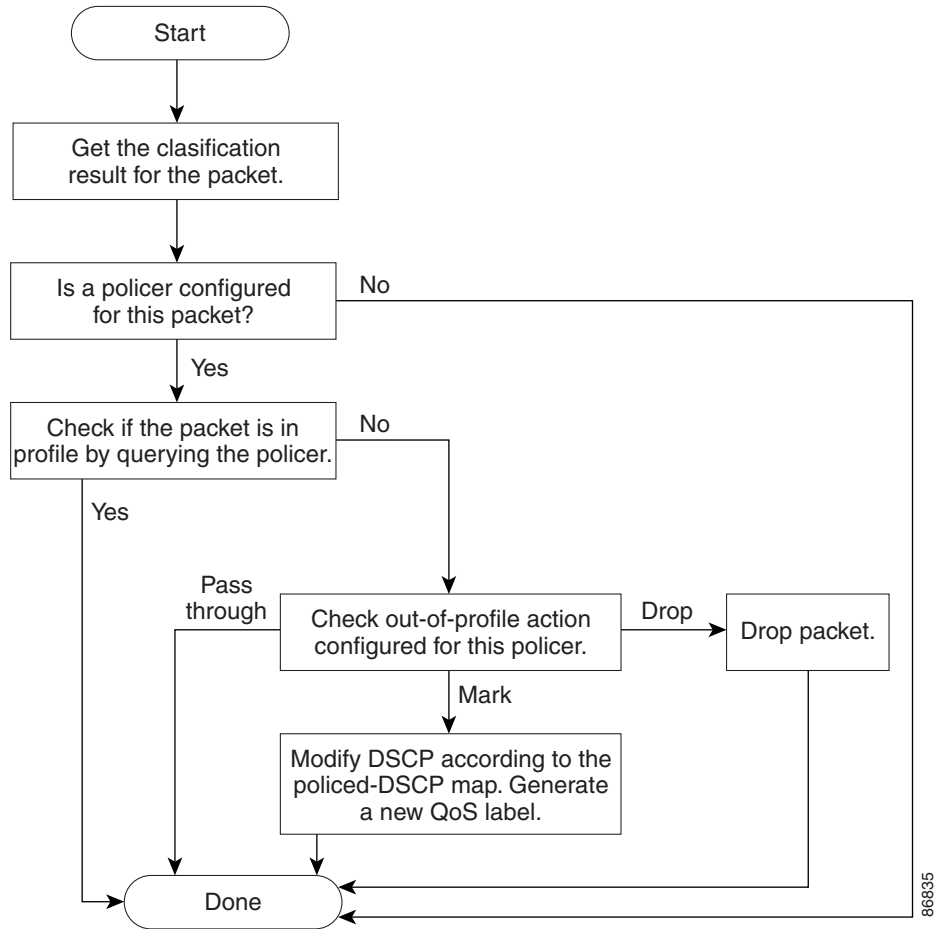 Start
Get the clasification
result for the packet.
Is a policer configured
for this packet?
No
Yes
Check if the packet is in
profile by querying the policer.
No
Yes
Pass
through
Check out-of-profile action
configured for this policer.
Drop
Drop packet.
Mark
Modify DSCP according to the
policed-DSCP map. Generate
a new QoS label.
Done
86835